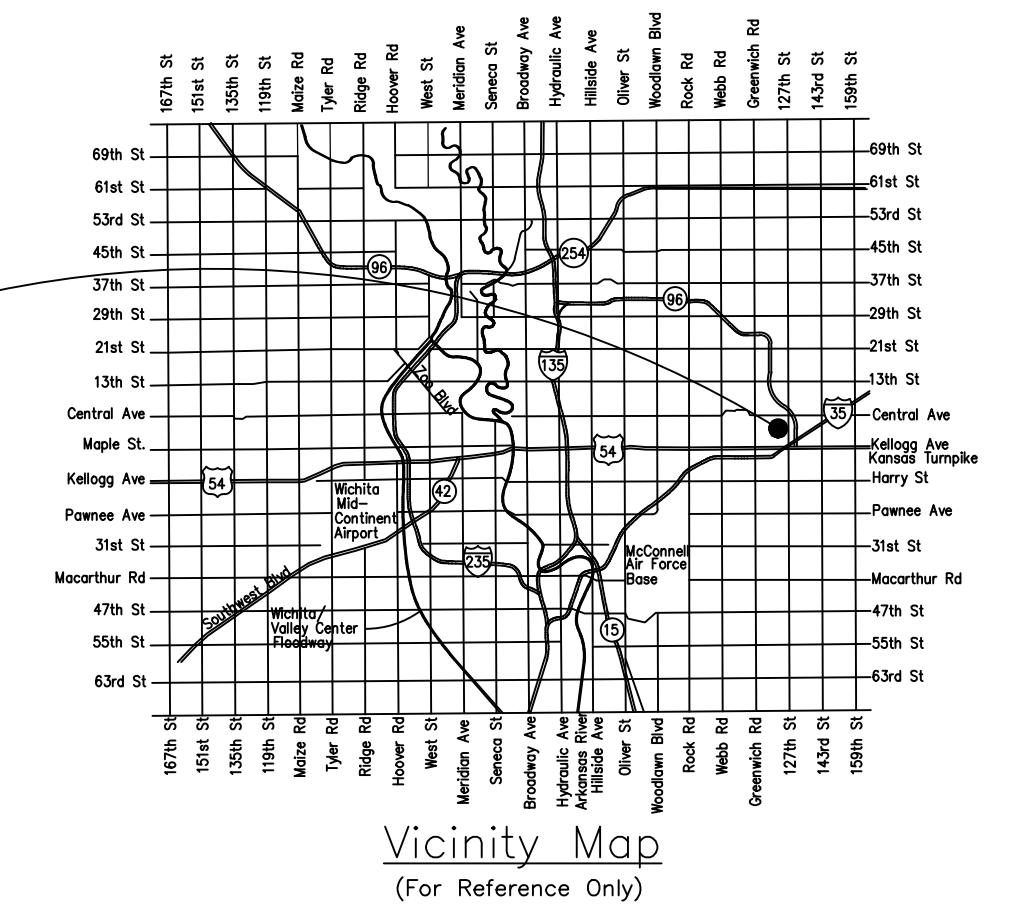 167th St
151st St
135th St
119th St
Maize Rd
Tyler Rd
Ridge Rd
Hoover Rd
West St
Meridian Ave
Seneca St
Broadway Ave
Hydraulic Ave
Hillside Ave
Oliver St
Woodlawn Blvd
Rock Rd
Webb Rd
Greenwich Rd
127th St
143rd St
159th St
69th St
61st St
53rd St
45th St
37th St
29th St
21st St
13th St
Central Ave
Maple St.
Kellogg Ave
Pawnee Ave
31st St
Macarthur Rd
47th St
55th St
63rd St
254
96
96
135
Zoo Blvd
35
54
54
42
Wichita
Mid-
Continent
Airport
235
McConnell
Air Force
Base
Southwest Blvd
Wichita/
Valley Center
Floodway
15
69th St
61st St
53rd St
45th St
37th St
29th St
21st St
13th St
Central Ave
Kellogg Ave
Kansas Turnpike
Harry St
Pawnee Ave
31st St
Macarthur Rd
47th St
55th St
63rd St
167th St
151st St
135th St
119th St
Maize Rd
Tyler Rd
Ridge Rd
Hoover Rd
West St
Meridian Ave
Seneca St
Broadway Ave
Hydraulic Ave
Arkansas River
Hillside Ave
Oliver St
Woodlawn Blvd
Rock Rd
Webb Rd
Greenwich Rd
127th St
143rd St
159th St
Vicinity Map
(For Reference Only)